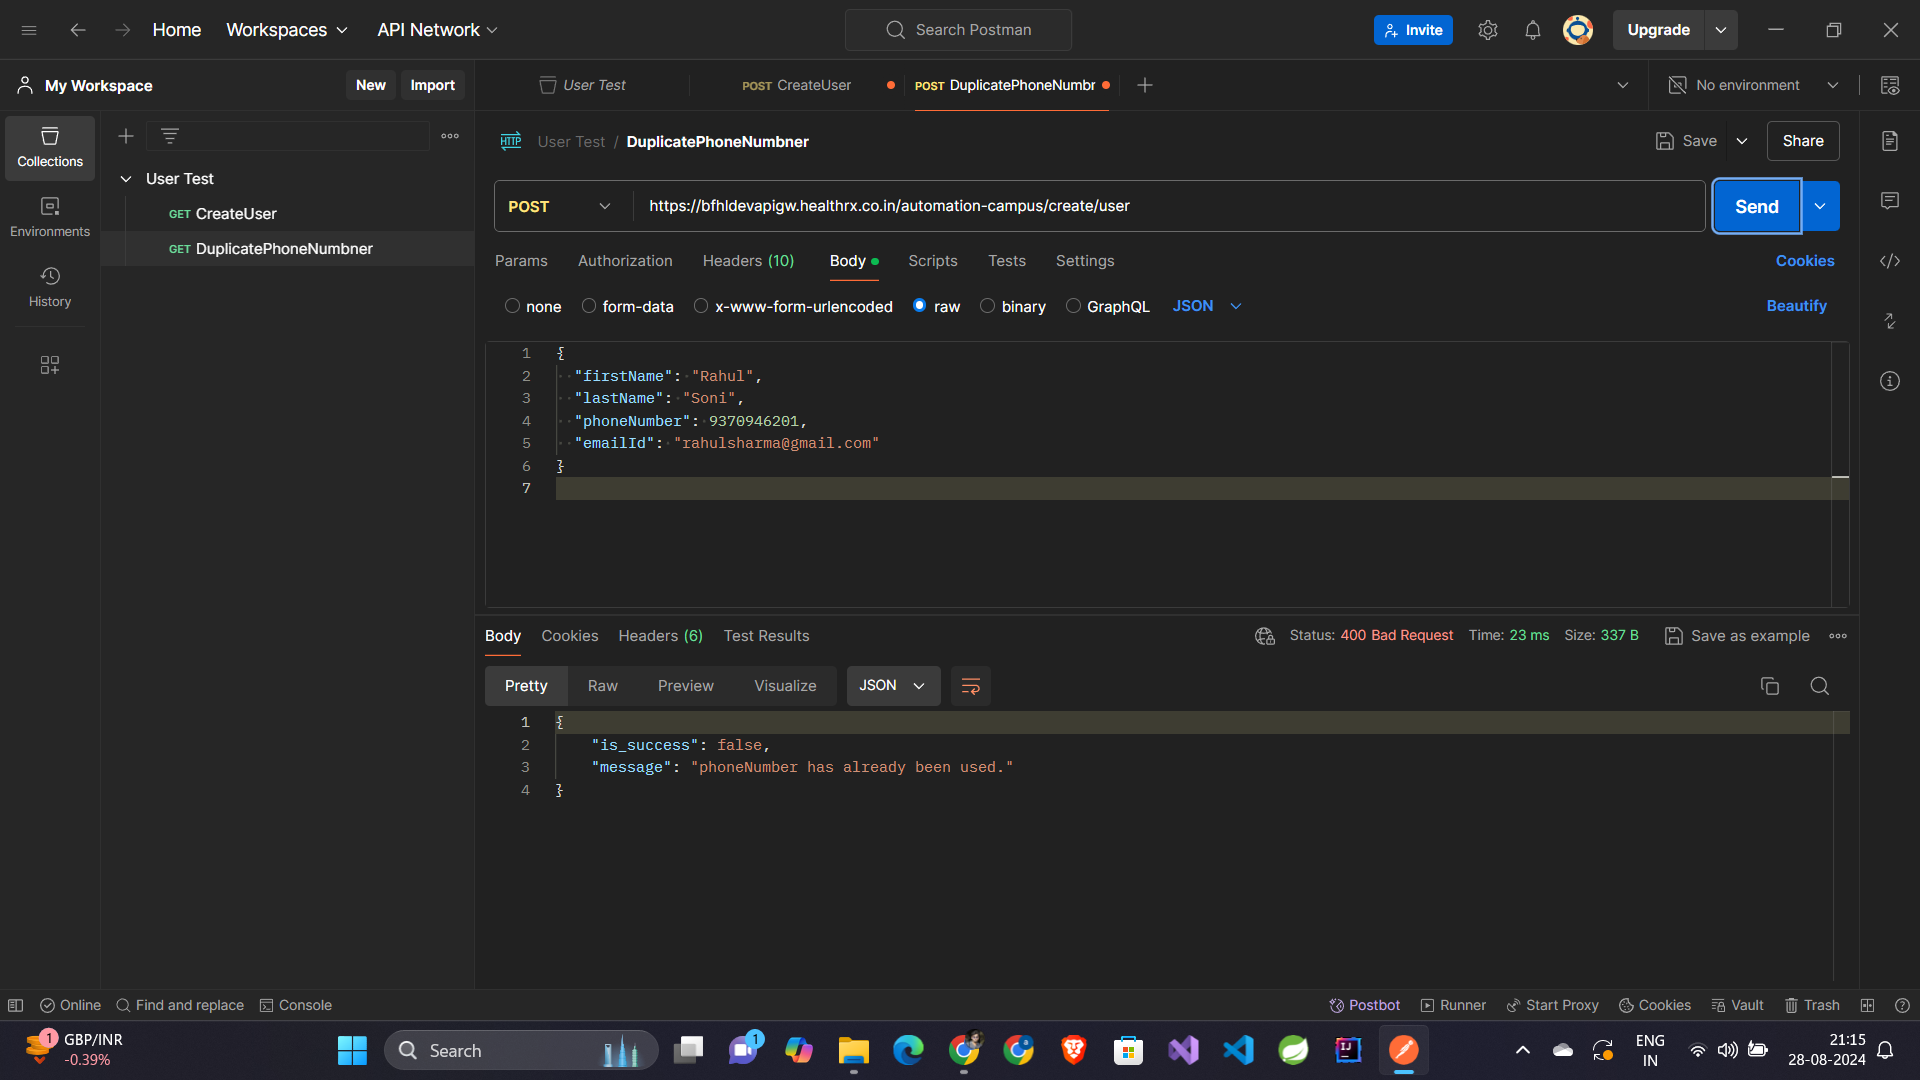 Home
Workspaces
API Network
Search Postman
Invite
Upgrade
My Workspace
New
Import
User Test
POST CreateUser
POST DuplicatePhoneNumbr
No environment
Collections
Environments
History
User Test
GET CreateUser
GET DuplicatePhoneNumbner
HTTP
User Test / DuplicatePhoneNumbner
Save
Share
POST
https://bfhldevapigw.healthrx.co.in/automation-campus/create/user
Send
Params
Authorization
Headers (10)
Body
Scripts
Tests
Settings
Cookies
none
form-data
x-www-form-urlencoded
raw
binary
GraphQL
JSON
Beautify
1 {
2 "firstName": "Rahul",
3 "lastName": "Soni",
4 "phoneNumber": 9370946201,
5 "emailId": "rahulsharma@gmail.com"
6 }
7
Body
Cookies
Headers (6)
Test Results
Status: 400 Bad Request
Time: 23 ms
Size: 337 B
Save as example
Pretty
Raw
Preview
Visualize
JSON
1 {
2 "is_success": false,
3 "message": "phoneNumber has already been used."
4 }
Online
Find and replace
Console
Postbot
Runner
Start Proxy
Cookies
Vault
Trash
1
GBP/INR
-0.39%
Search
1
a
IJ
ENG
IN
21:15
28-08-2024